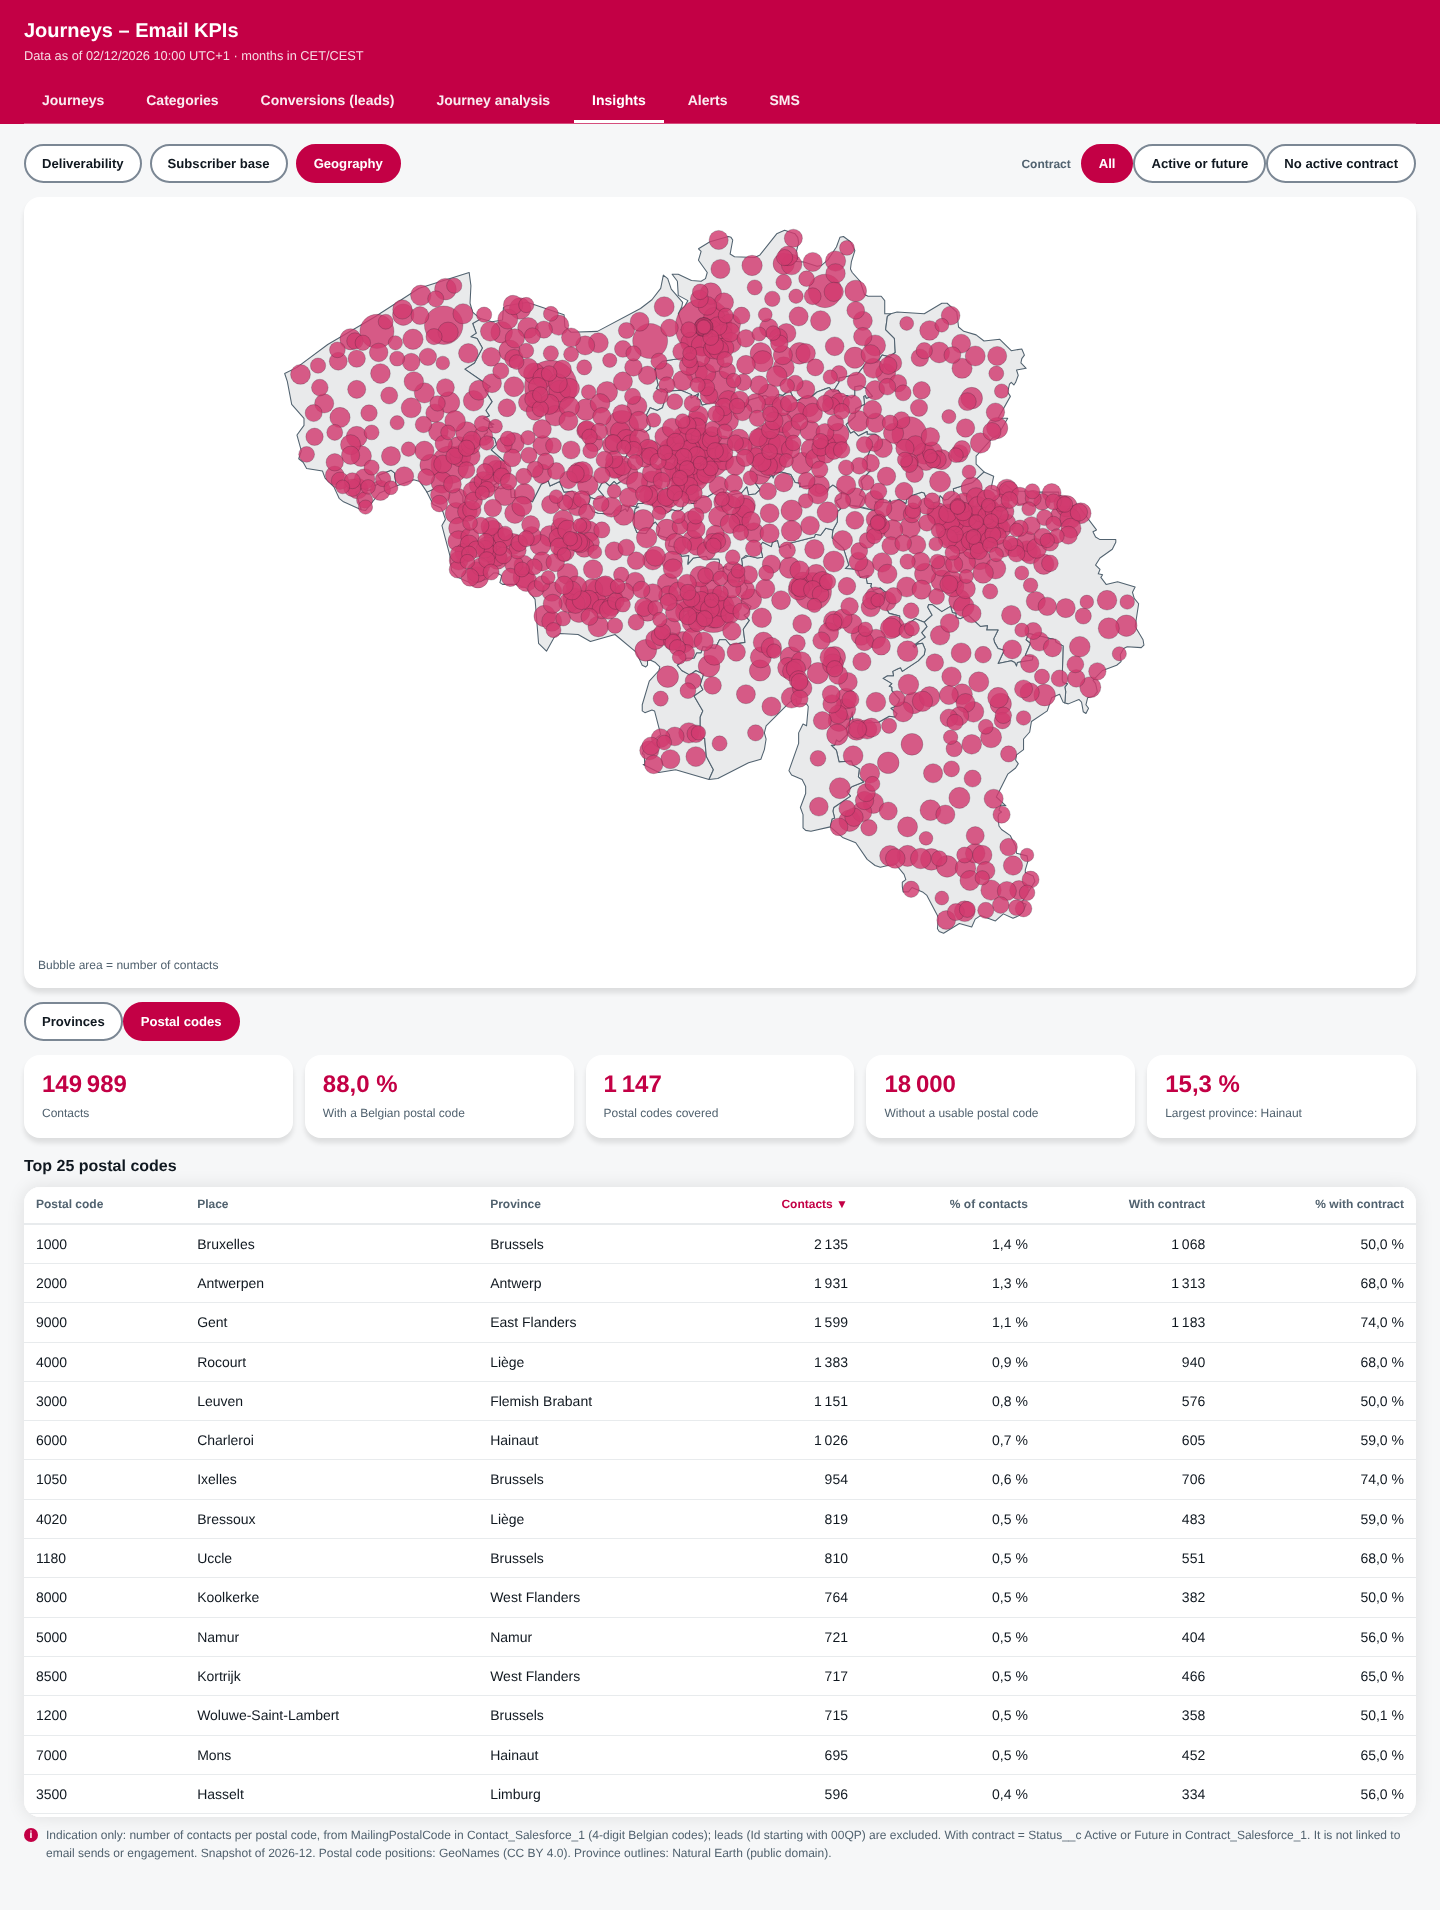 Journeys – Email KPIs
Data as of 02/12/2026 10:00 UTC+1 · months in CET/CEST
Journeys Categories Conversions (leads) Journey analysis Insights Alerts SMS
Deliverability Subscriber base Geography Contract All Active or future No active contract
Bubble area = number of contacts
Provinces Postal codes
149 989 88,0 % 1 147 18 000 15,3 %
Contacts With a Belgian postal code Postal codes covered Without a usable postal code Largest province: Hainaut
Top 25 postal codes
Postal code Place Province Contacts ▼ % of contacts With contract % with contract
1000 Bruxelles Brussels 2 135 1,4 % 1 068 50,0 %
2000 Antwerpen Antwerp 1 931 1,3 % 1 313 68,0 %
9000 Gent East Flanders 1 599 1,1 % 1 183 74,0 %
4000 Rocourt Liège 1 383 0,9 % 940 68,0 %
3000 Leuven Flemish Brabant 1 151 0,8 % 576 50,0 %
6000 Charleroi Hainaut 1 026 0,7 % 605 59,0 %
1050 Ixelles Brussels 954 0,6 % 706 74,0 %
4020 Bressoux Liège 819 0,5 % 483 59,0 %
1180 Uccle Brussels 810 0,5 % 551 68,0 %
8000 Koolkerke West Flanders 764 0,5 % 382 50,0 %
5000 Namur Namur 721 0,5 % 404 56,0 %
8500 Kortrijk West Flanders 717 0,5 % 466 65,0 %
1200 Woluwe-Saint-Lambert Brussels 715 0,5 % 358 50,1 %
7000 Mons Hainaut 695 0,5 % 452 65,0 %
3500 Hasselt Limburg 596 0,4 % 334 56,0 %
i Indication only: number of contacts per postal code, from MailingPostalCode in Contact_Salesforce_1 (4-digit Belgian codes); leads (Id starting with 00QP) are excluded. With contract = Status__c Active or Future in Contract_Salesforce_1. It is not linked to
email sends or engagement. Snapshot of 2026-12. Postal code positions: GeoNames (CC BY 4.0). Province outlines: Natural Earth (public domain).